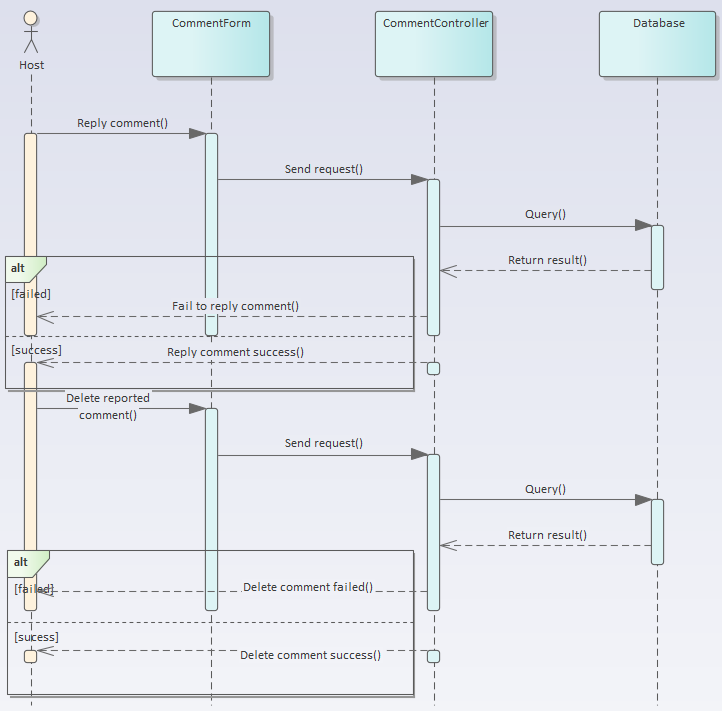 Host
CommentForm
CommentController
Database
Reply comment()
Send request()
Query()
Return result()
alt
[failed]
Fail to reply comment()
[success]
Reply comment success()
Delete reported
comment()
Send request()
Query()
Return result()
alt
[failed]
Delete comment failed()
[sucess]
Delete comment success()